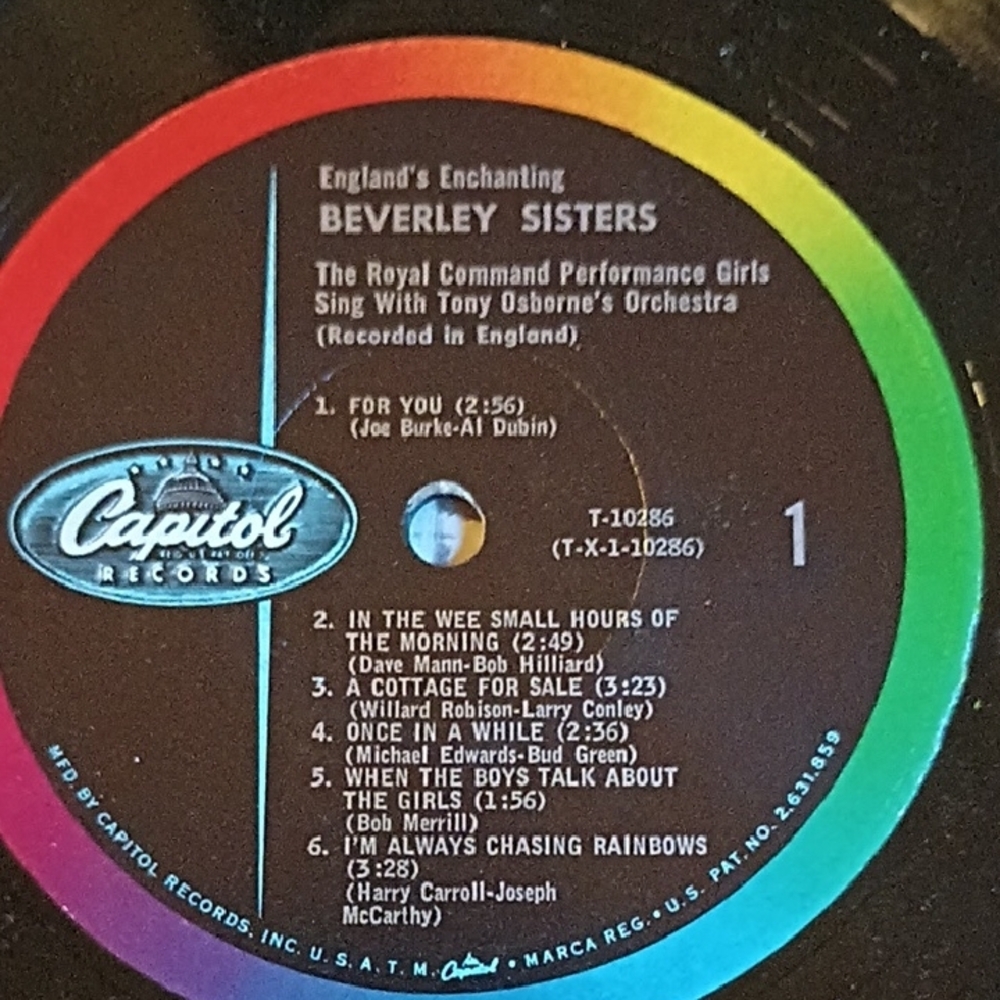 England's Enchanting
BEVERLEY SISTERS
The Royal Command Performance Girls
Sing With Tony Osborne's Orchestra
(Recorded in England)
1. FOR YOU (2:56)
(Joe Burke-Al Dubin)
Capitol
RECORDS
T-10286
(T-X-1-10286)
1
2. IN THE WEE SMALL HOURS OF
THE MORNING (2:49)
(Dave Mann-Bob Hilliard)
3. A COTTAGE FOR SALE (3:23)
(Willard Robison-Larry Conley)
4. ONCE IN A WHILE (2:36)
(Michael Edwards-Bud Green)
5. WHEN THE BOYS TALK ABOUT
THE GIRLS (1:56)
(Bob Merrill)
6. I'M ALWAYS CHASING RAINBOWS
(3:28)
(Harry Carroll-Joseph
McCarthy)
MFD. BY CAPITOL RECORDS, INC. U. S. A. T. M. Capitol • MARCA REG. • U.S. PAT. NO. 2,631,859